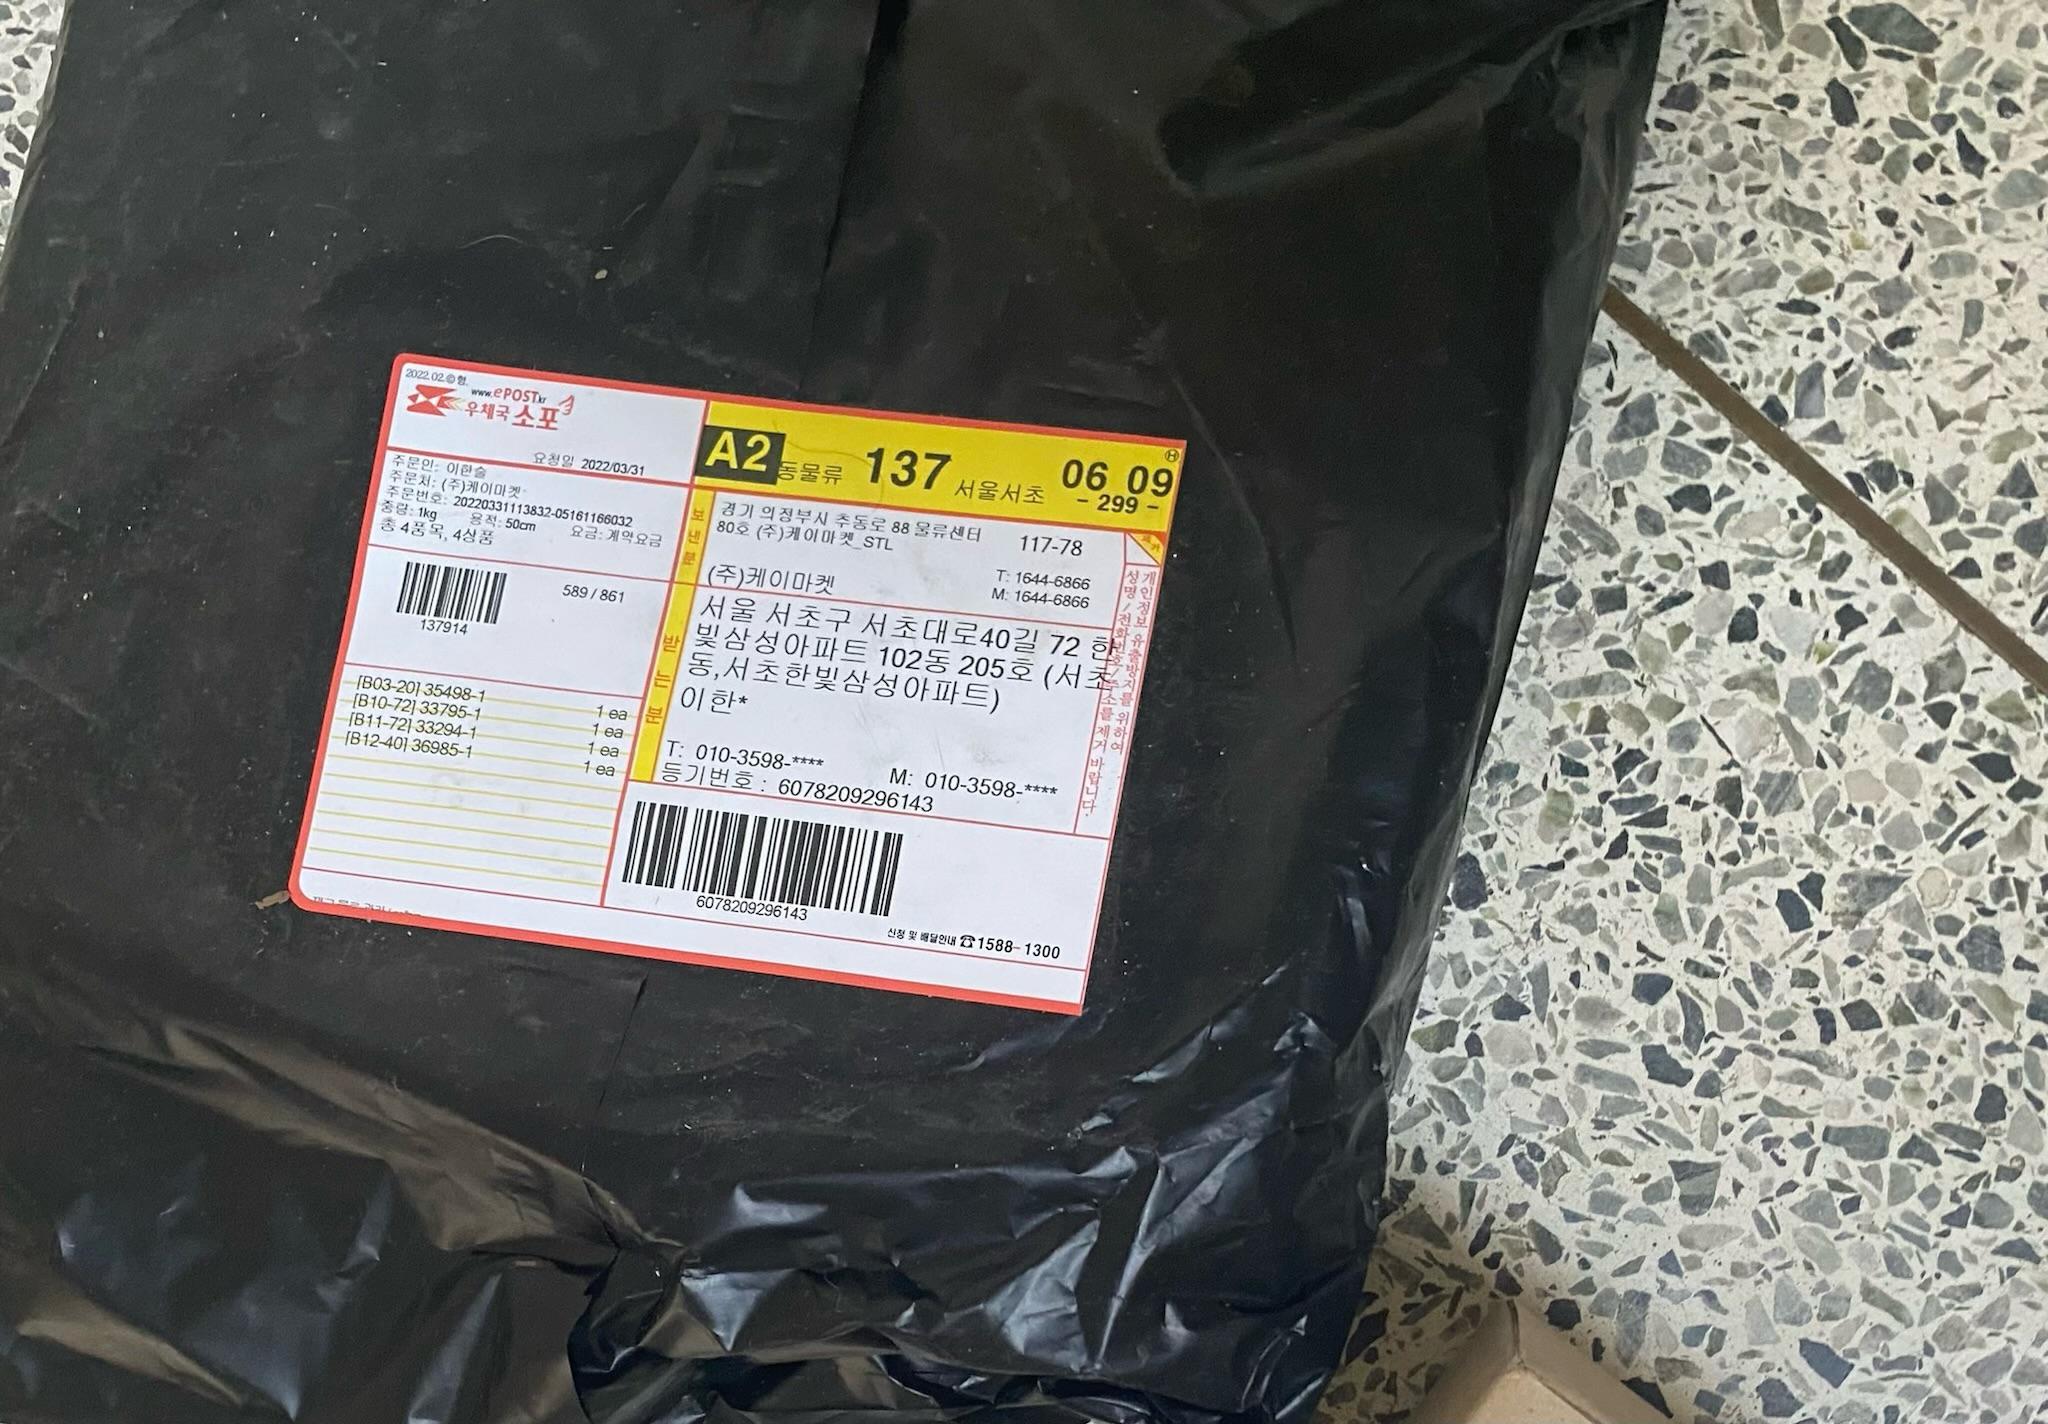 2022.02.ⓒ형.
www.ePOST.kr
우체국 소포
요청일 2022/03/31
주문인: 이한슬
주문처: (주)케이마켓
주문번호: 20220331113832-05161166032
중량: 1kg 용적: 50cm 요금: 계약요금
총 4품목, 4상품
589 / 861
137914
[B03-20] 35498-1 1 ea
[B10-72] 33795-1 1 ea
[B11-72] 33294-1 1 ea
[B12-40] 36985-1 1 ea
A2 동물류 137 서울서초 06 09
- 299 -
보낸분
경기 의정부시 추동로 88 물류센터
80호 (주)케이마켓_STL
117-78
(주)케이마켓
T: 1644-6866
M: 1644-6866
받는분
서울 서초구 서초대로40길 72 한
빛삼성아파트 102동 205호 (서초
동,서초한빛삼성아파트)
이한*
T: 010-3598-**** M: 010-3598-****
등기번호 : 6078209296143
6078209296143
개인정보 유출방지를 위하여
성명/전화번호/주소를 제거 바랍니다.
신청 및 배달안내 ☎1588-1300